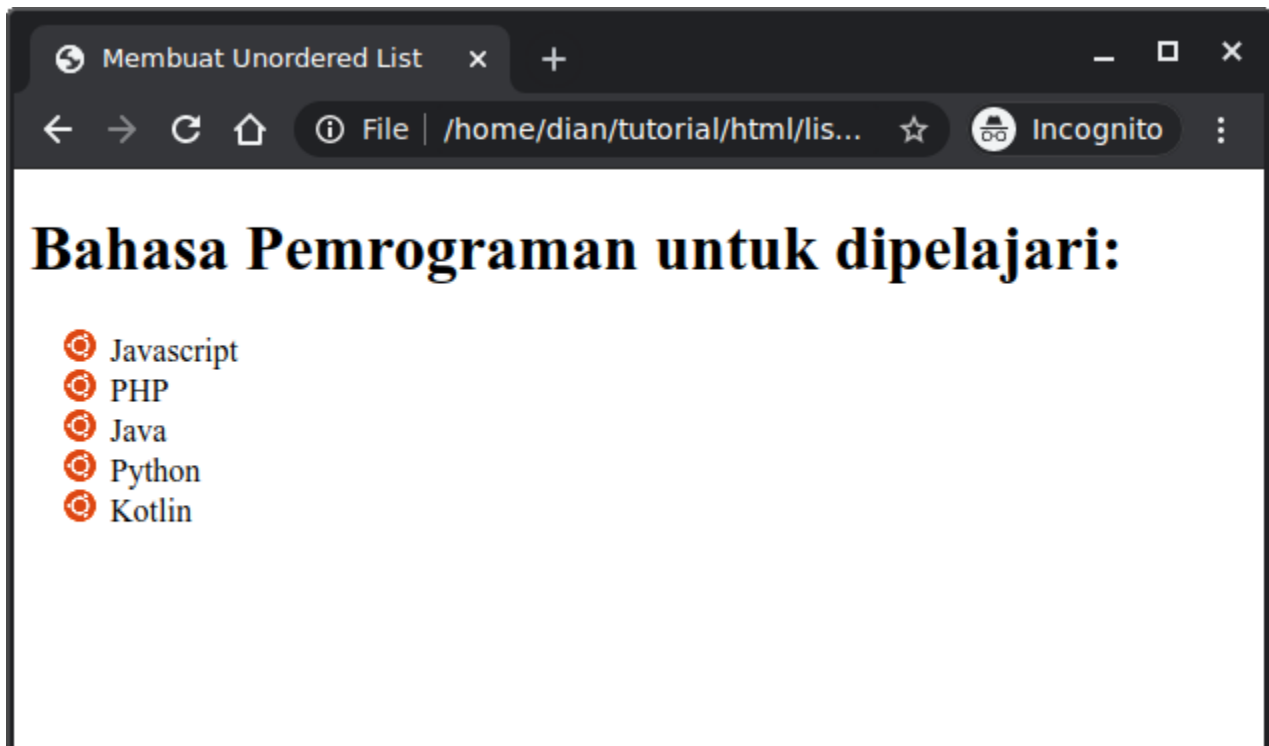 Membuat Unordered List
File /home/dian/tutorial/html/lis... Incognito
Bahasa Pemrograman untuk dipelajari:
Javascript
PHP
Java
Python
Kotlin